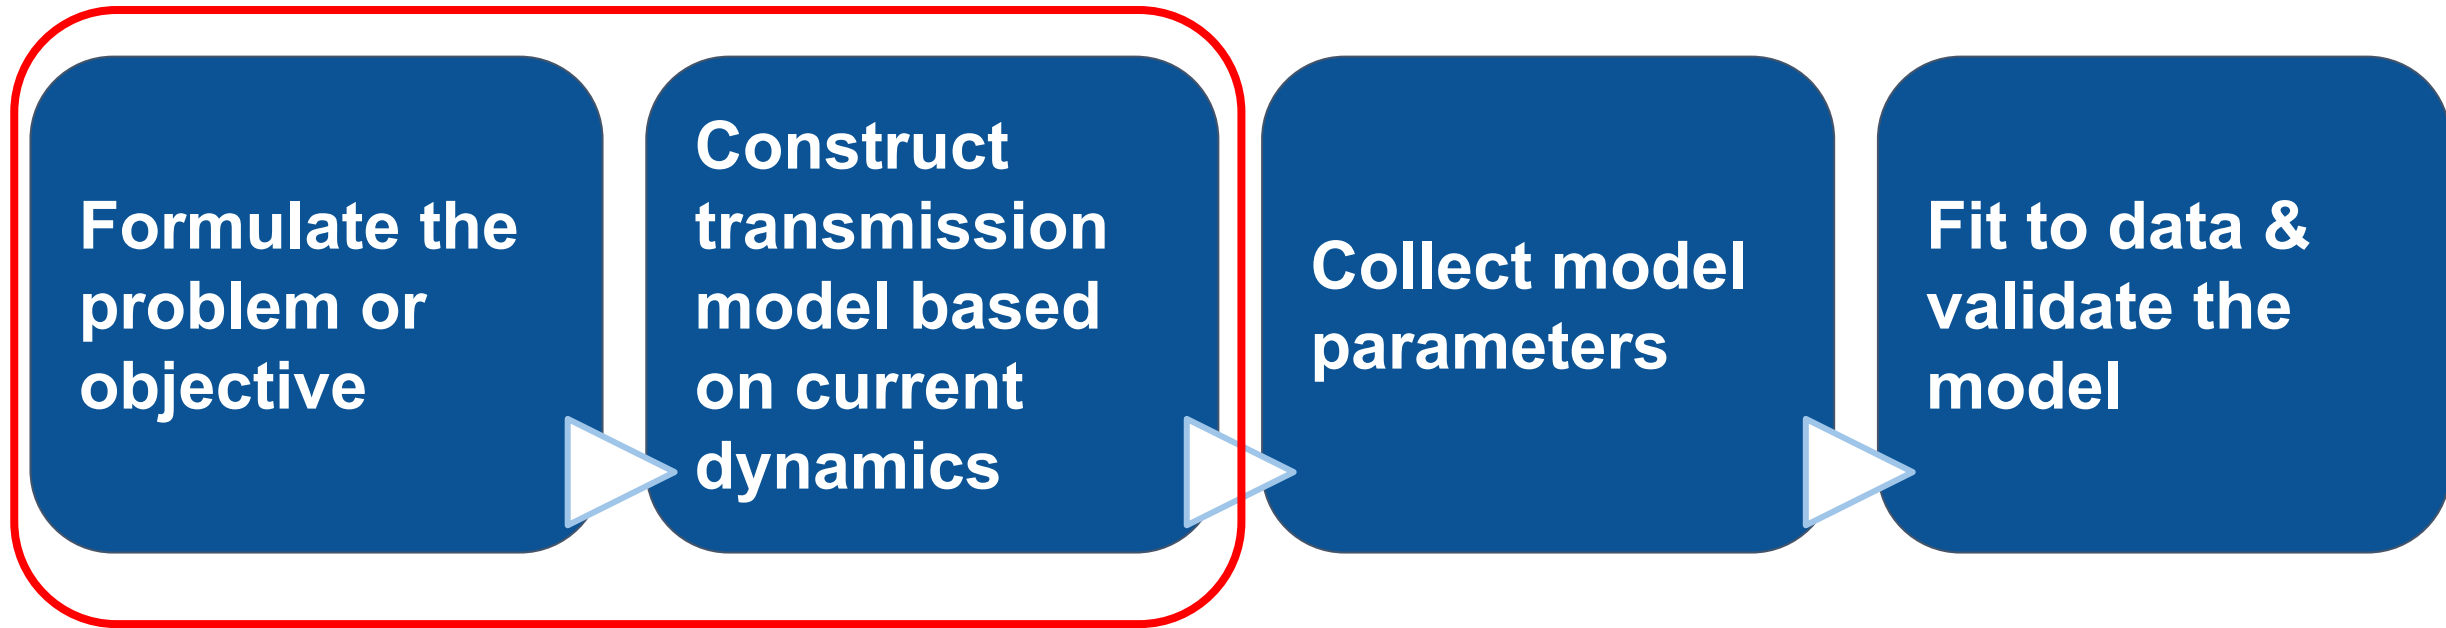 Formulate the
problem or
objective
Construct
transmission
model based
on current
dynamics
Collect model
parameters
Fit to data &
validate the
model